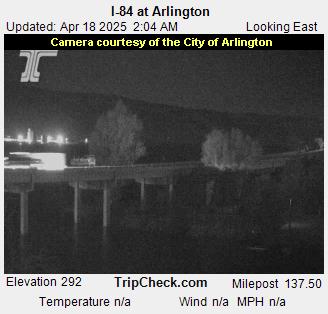 I-84 at Arlington
Updated: Apr 18 2025 2:04 AM Looking East
Camera courtesy of the City of Arlington
Elevation 292 TripCheck.com Milepost 137.50
Temperature n/a Wind n/a MPH n/a